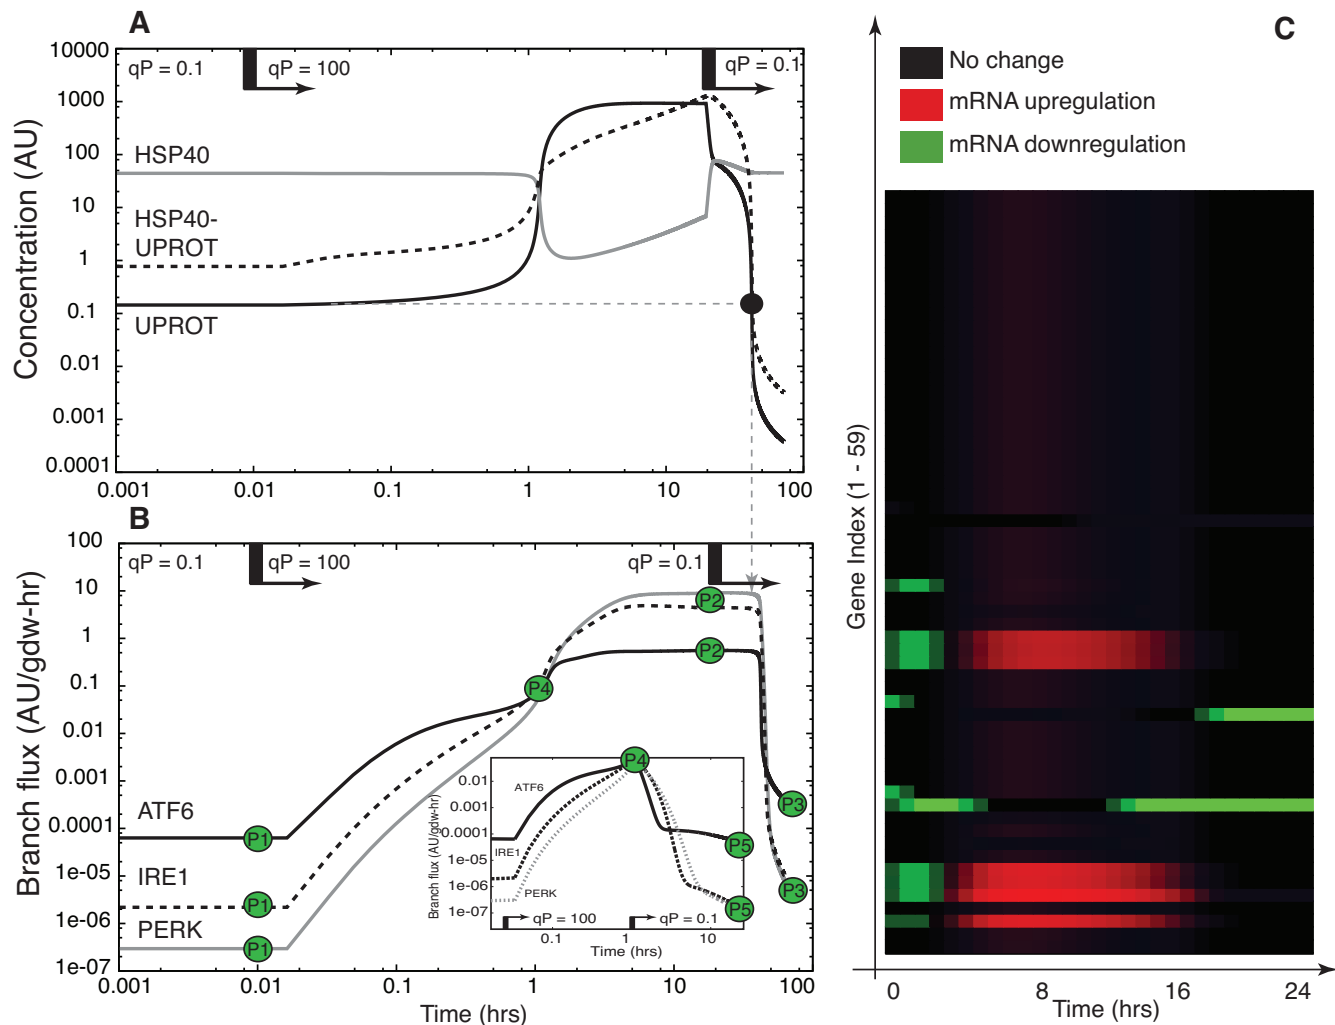 A
10000
1000
100
10
1
0.1
0.01
0.001
0.0001
Concentration (AU)
qP = 0.1
qP = 100
qP = 0.1
HSP40
HSP40-
UPROT
UPROT
0.001
0.01
0.1
1
10
100
B
100
10
1
0.1
0.01
0.001
0.0001
1e-05
1e-06
1e-07
Branch flux (AU/gdw-hr)
qP = 0.1
qP = 100
qP = 0.1
P2
P2
P4
ATF6
P1
IRE1
P1
PERK
P1
P3
P3
0.001
0.01
0.1
1
10
100
Time (hrs)
P4
0.01
0.001
0.0001
1e-05
1e-06
1e-07
Branch flux (AU/gdw-hr)
ATF6
IRE1
PERK
P5
P5
qP = 100
qP = 0.1
0.1
1
10
Time (hrs)
C
No change
mRNA upregulation
mRNA downregulation
Gene Index (1 - 59)
0
8
16
24
Time (hrs)